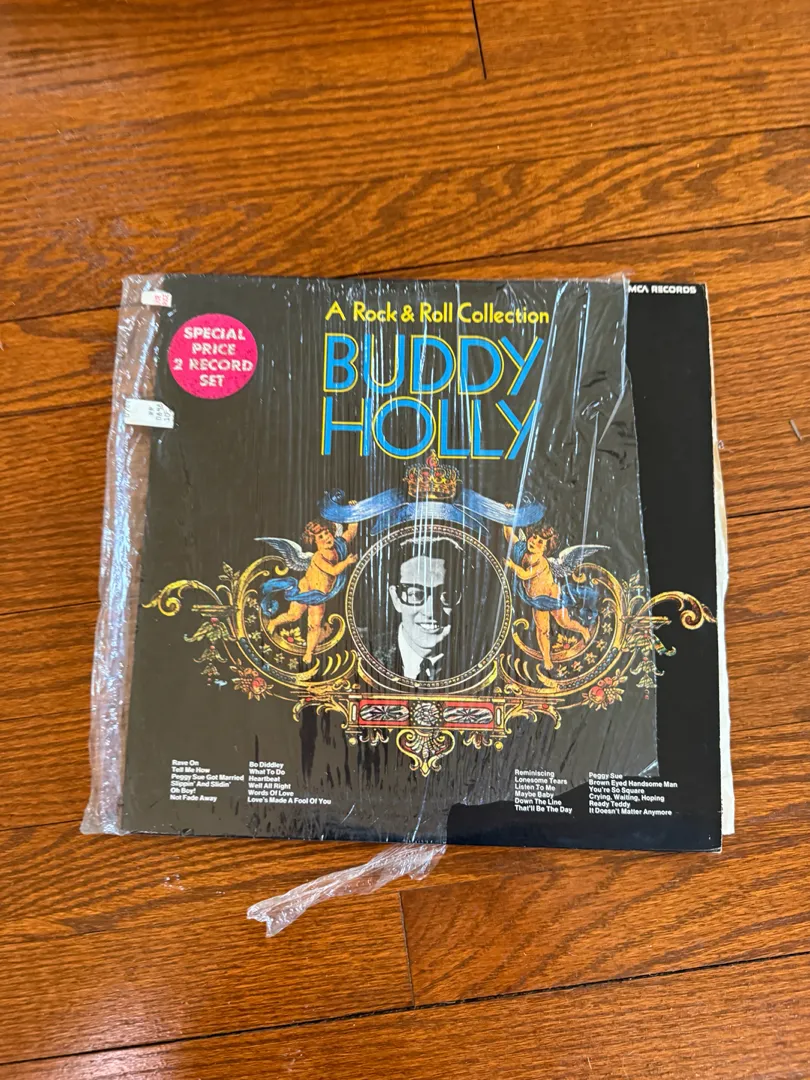 MCA RECORDS
A Rock & Roll Collection
BUDDY
HOLLY
SPECIAL
PRICE
2 RECORD
SET
Rave On
Tell Me How
Peggy Sue Got Married
Slippin' And Slidin'
Oh Boy!
Not Fade Away
Bo Diddley
What To Do
Heartbeat
Well All Right
Words Of Love
Love's Made A Fool Of You
Reminiscing
Lonesome Tears
Listen To Me
Maybe Baby
Down The Line
That'll Be The Day
Peggy Sue
Brown Eyed Handsome Man
You're So Square
Crying, Waiting, Hoping
Ready Teddy
It Doesn't Matter Anymore